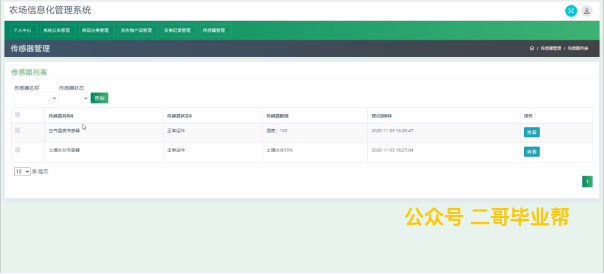 农场信息化管理系统
个人中心 系统公告管理 商品分类管理 农作物产品管理 农事记录管理 传感器管理
传感器管理
/ 传感器管理 / 传感器列表
传感器列表
传感器名称 传感器状态
查询
传感器名称 传感器状态 传感器数据 登记时间 操作
空气温度传感器 正常运作 温度：100 2020-11-03 16:26:47 查看
土壤水分传感器 正常运作 土壤水分50% 2020-11-03 16:27:04 查看
10 条 每页
1
公众号 二哥毕业帮